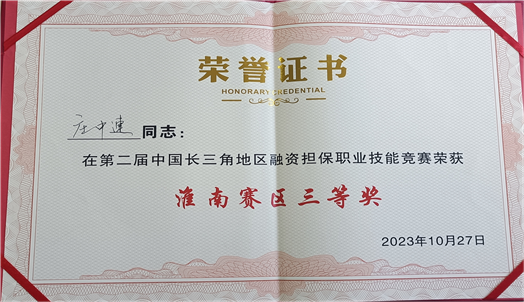 荣誉证书
HONORARY CREDENTIAL
庄中建 同志：
在第二届中国长三角地区融资担保职业技能竞赛荣获
淮南赛区三等奖
2023年10月27日